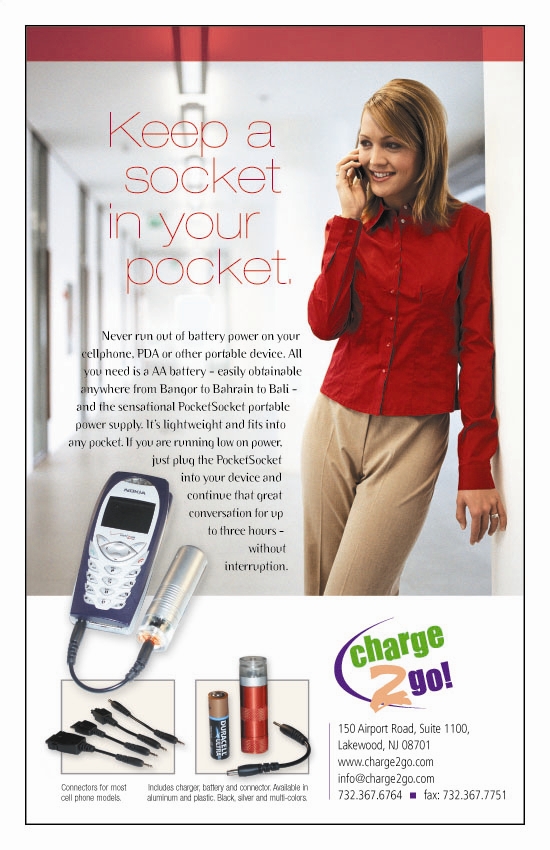 Keep a
socket
in your
pocket.
Never run out of battery power on your
cellphone, PDA or other portable device. All
you need is a AA battery – easily obtainable
anywhere from Bangor to Bahrain to Bali –
and the sensational PocketSocket portable
power supply. It's lightweight and fits into
any pocket. If you are running low on power,
just plug the PocketSocket
into your device and
continue that great
conversation for up
to three hours –
without
interruption.
NOKIA
charge
2go!
DURACELL
ULTRA
150 Airport Road, Suite 1100,
Lakewood, NJ 08701
www.charge2go.com
info@charge2go.com
732.367.6764 ■ fax: 732.367.7751
Connectors for most
cell phone models.
Includes charger, battery and connector. Available in
aluminum and plastic. Black, silver and multi-colors.